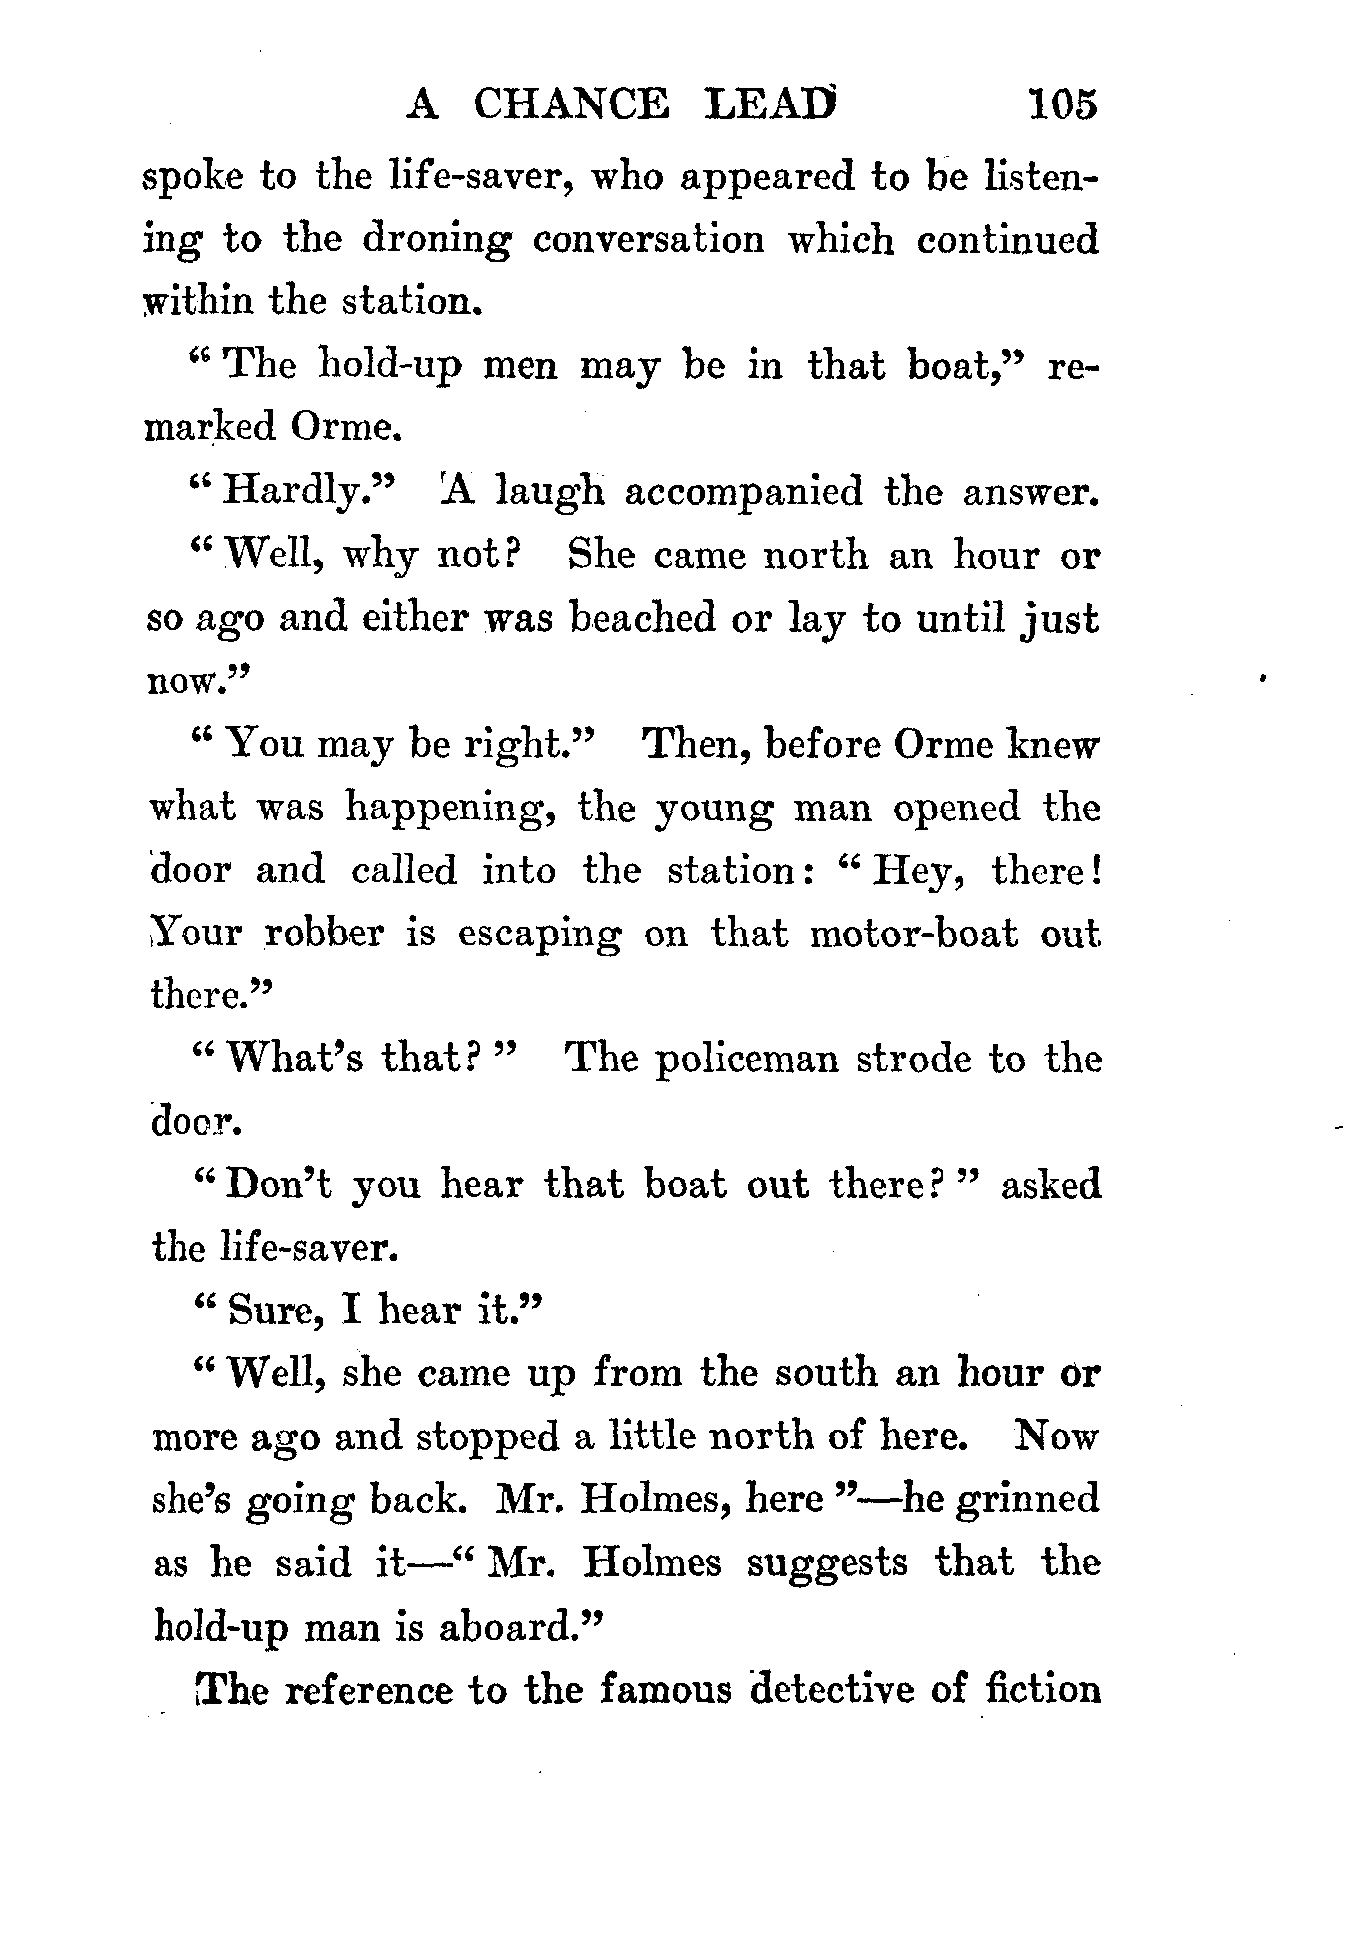 A CHANCE LEAD 105
spoke to the life-saver, who appeared to be listen-
ing to the droning conversation which continued
within the station.
“ The hold-up men may be in that boat,” re-
marked Orme.
“ Hardly.” A laugh accompanied the answer.
“ Well, why not? She came north an hour or
so ago and either was beached or lay to until just
now.”
“ You may be right.” Then, before Orme knew
what was happening, the young man opened the
door and called into the station: “ Hey, there!
Your robber is escaping on that motor-boat out
there.”
“ What’s that? ” The policeman strode to the
door.
“ Don’t you hear that boat out there? ” asked
the life-saver.
“ Sure, I hear it.”
“ Well, she came up from the south an hour or
more ago and stopped a little north of here. Now
she’s going back. Mr. Holmes, here ”—he grinned
as he said it—“ Mr. Holmes suggests that the
hold-up man is aboard.”
The reference to the famous detective of fiction